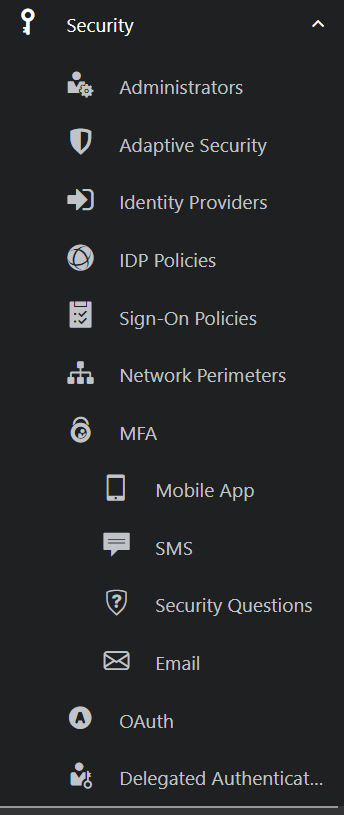 Security
Administrators
Adaptive Security
Identity Providers
IDP Policies
Sign-On Policies
Network Perimeters
MFA
Mobile App
SMS
Security Questions
Email
OAuth
Delegated Authenticat...